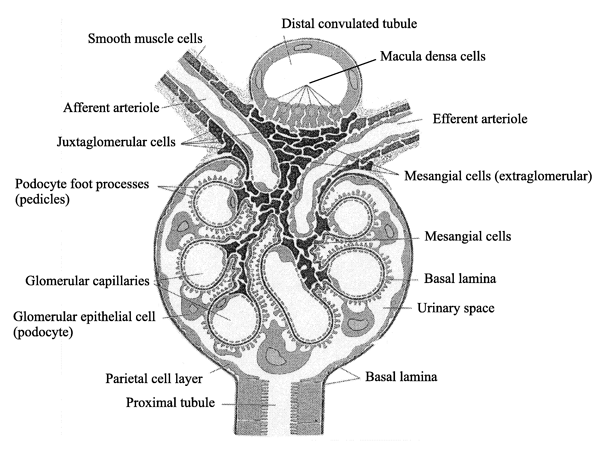 Distal convulated tubule
Smooth muscle cells
Macula densa cells
Afferent arteriole
Efferent arteriole
Juxtaglomerular cells
Mesangial cells (extraglomerular)
Podocyte foot processes
(pedicles)
Mesangial cells
Glomerular capillaries
Basal lamina
Urinary space
Glomerular epithelial cell
(podocyte)
Parietal cell layer
Basal lamina
Proximal tubule